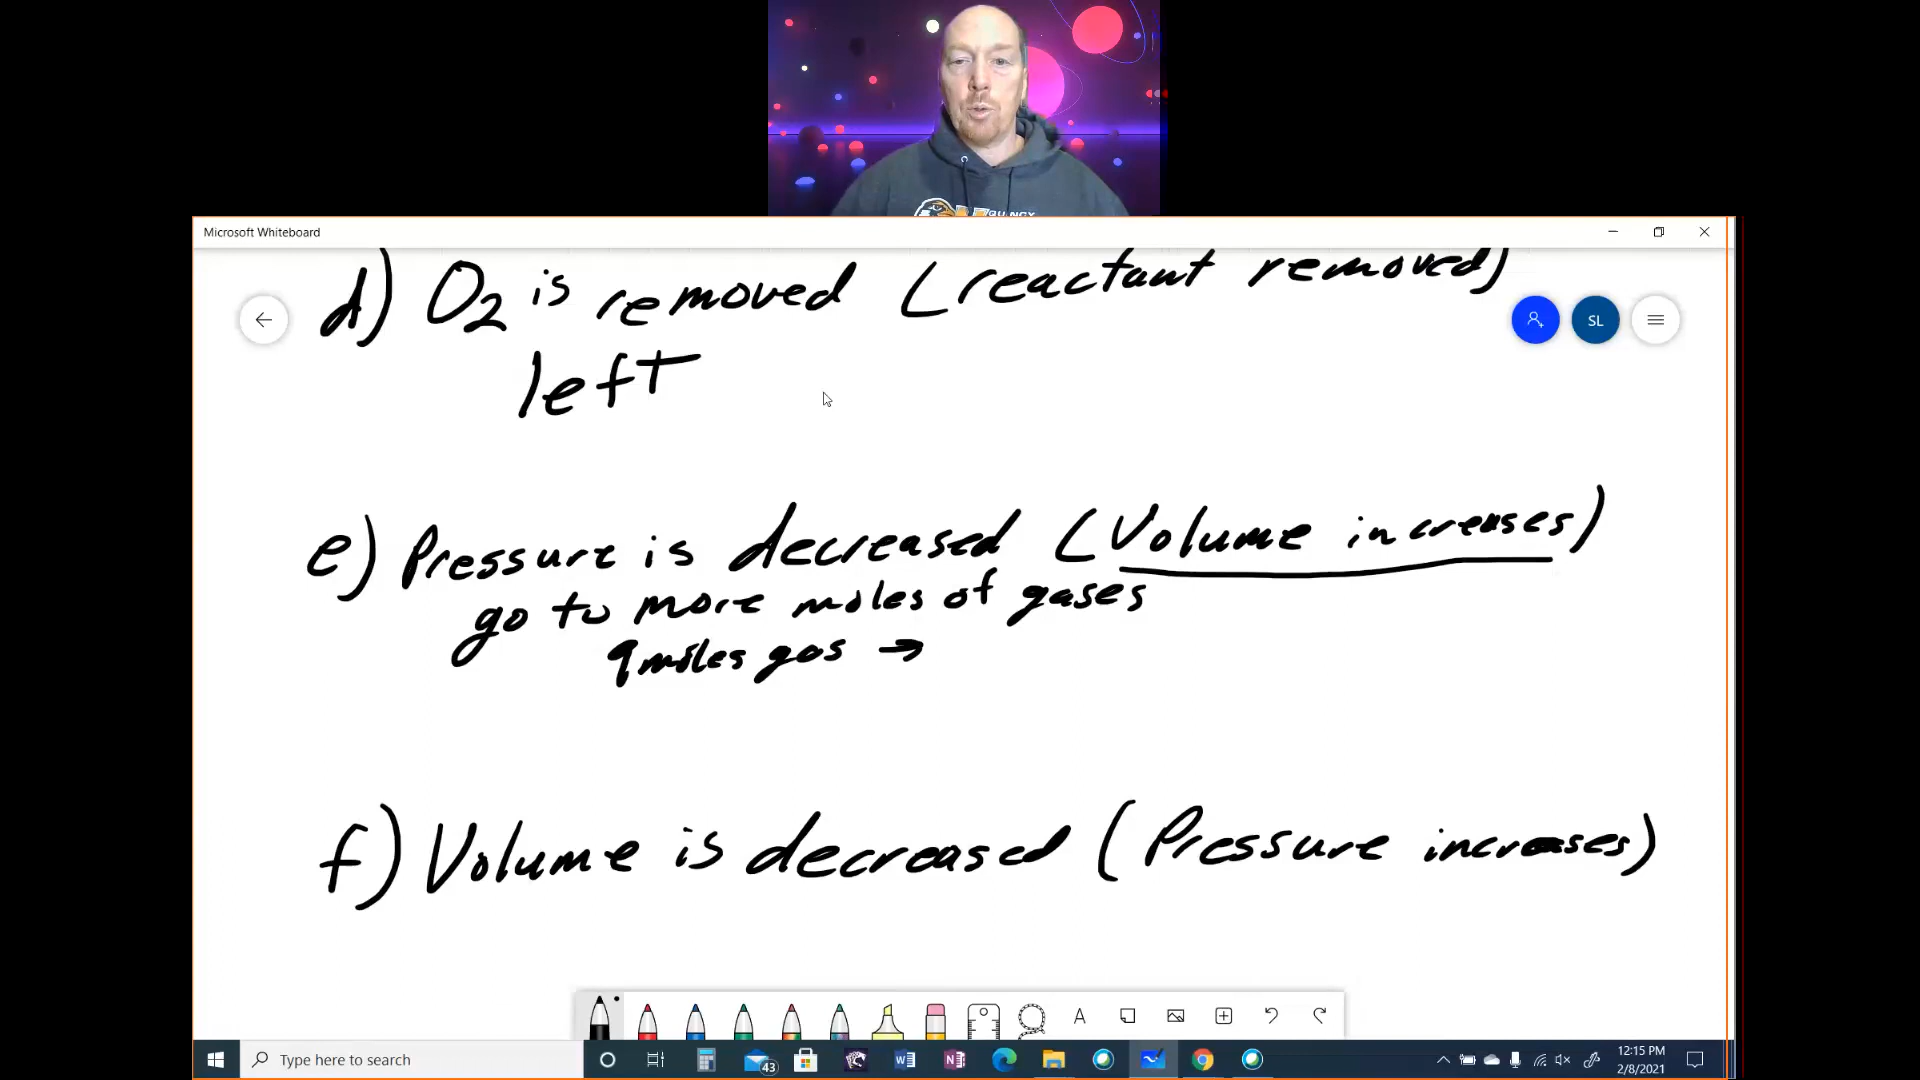 QUINCY
Microsoft Whiteboard
d) O2 is removed (reactant removed)
SL
left
e) Pressure is decreased (Volume increases)
go to more moles of gases
9 moles gas →
f) Volume is decreased (Pressure increases)
A
Type here to search
43
12:15 PM
2/8/2021